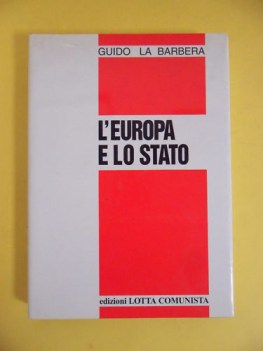 GUIDO LA BARBERA
L'EUROPA
E LO STATO
edizioni LOTTA COMUNISTA